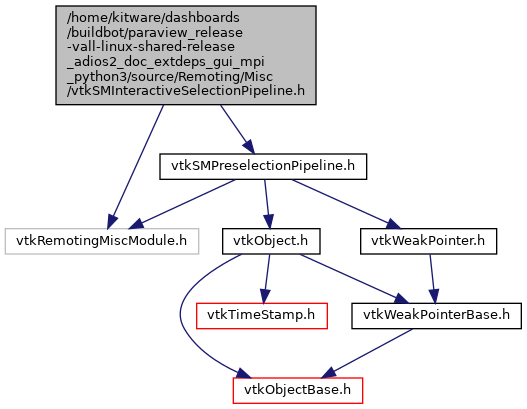 /home/kitware/dashboards
/buildbot/paraview_release
-vall-linux-shared-release
_adios2_doc_extdeps_gui_mpi
_python3/source/Remoting/Misc
/vtkSMInteractiveSelectionPipeline.h
vtkSMPreselectionPipeline.h
vtkRemotingMiscModule.h
vtkObject.h
vtkWeakPointer.h
vtkTimeStamp.h
vtkWeakPointerBase.h
vtkObjectBase.h